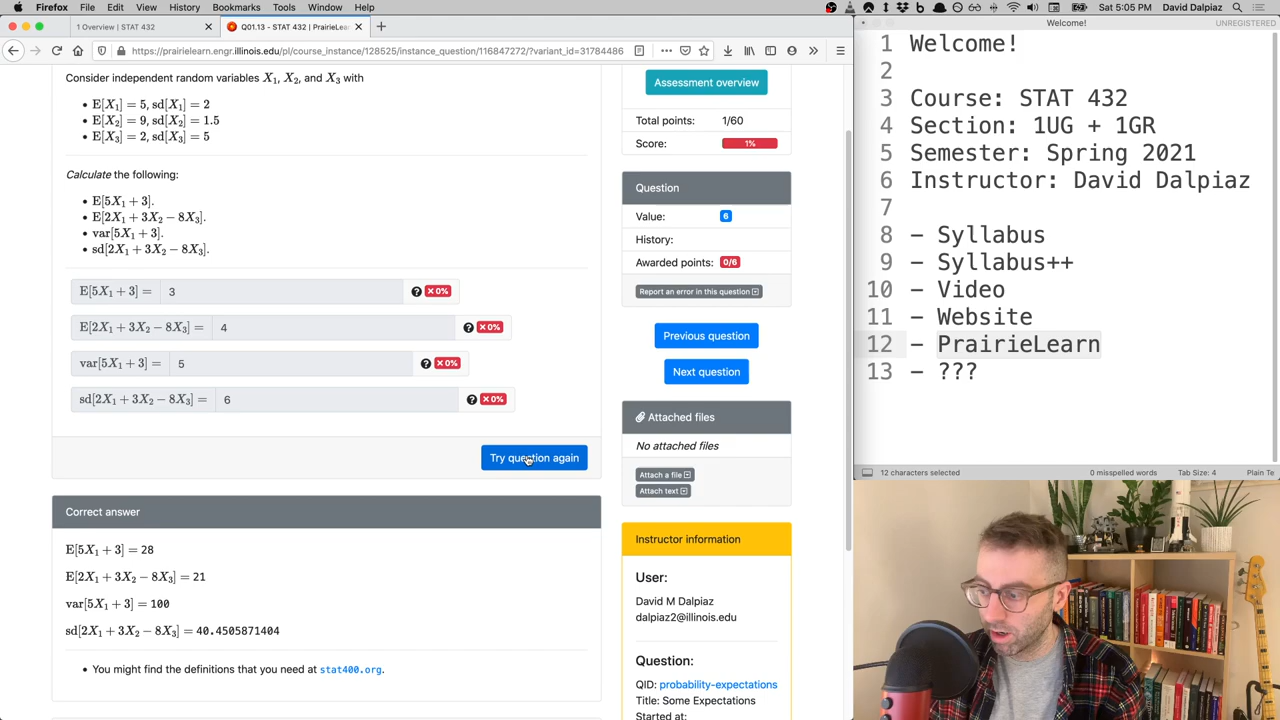 Firefox File Edit View History Bookmarks Tools Window Help
Sat 5:05 PM David Dalpiaz
1 Overview | STAT 432
Q01.13 - STAT 432 | PrairieLear
https://prairielearn.engr.illinois.edu/pl/course_instance/128525/instance_question/116847272/?variant_id=31784486
Consider independent random variables X1, X2, and X3 with
• E[X1] = 5, sd[X1] = 2
• E[X2] = 9, sd[X2] = 1.5
• E[X3] = 2, sd[X3] = 5
Calculate the following:
• E[5X1 + 3].
• E[2X1 + 3X2 − 8X3].
• var[5X1 + 3].
• sd[2X1 + 3X2 − 8X3].
E[5X1 + 3] = 3 × 0%
E[2X1 + 3X2 − 8X3] = 4 × 0%
var[5X1 + 3] = 5 × 0%
sd[2X1 + 3X2 − 8X3] = 6 × 0%
Try question again
Correct answer
E[5X1 + 3] = 28
E[2X1 + 3X2 − 8X3] = 21
var[5X1 + 3] = 100
sd[2X1 + 3X2 − 8X3] = 40.4505871404
• You might find the definitions that you need at stat400.org.
Assessment overview
Total points: 1/60
Score: 1%
Question
Value: 6
History:
Awarded points: 0/6
Report an error in this question
Previous question
Next question
Attached files
No attached files
Attach a file
Attach text
Instructor information
User:
David M Dalpiaz
dalpiaz2@illinois.edu
Question:
QID: probability-expectations
Title: Some Expectations
Started at:
Welcome!
UNREGISTERED
1 Welcome!
2
3 Course: STAT 432
4 Section: 1UG + 1GR
5 Semester: Spring 2021
6 Instructor: David Dalpiaz
7
8 - Syllabus
9 - Syllabus++
10 - Video
11 - Website
12 - PrairieLearn
13 - ???
12 characters selected
0 misspelled words
Tab Size: 4
Plain Te